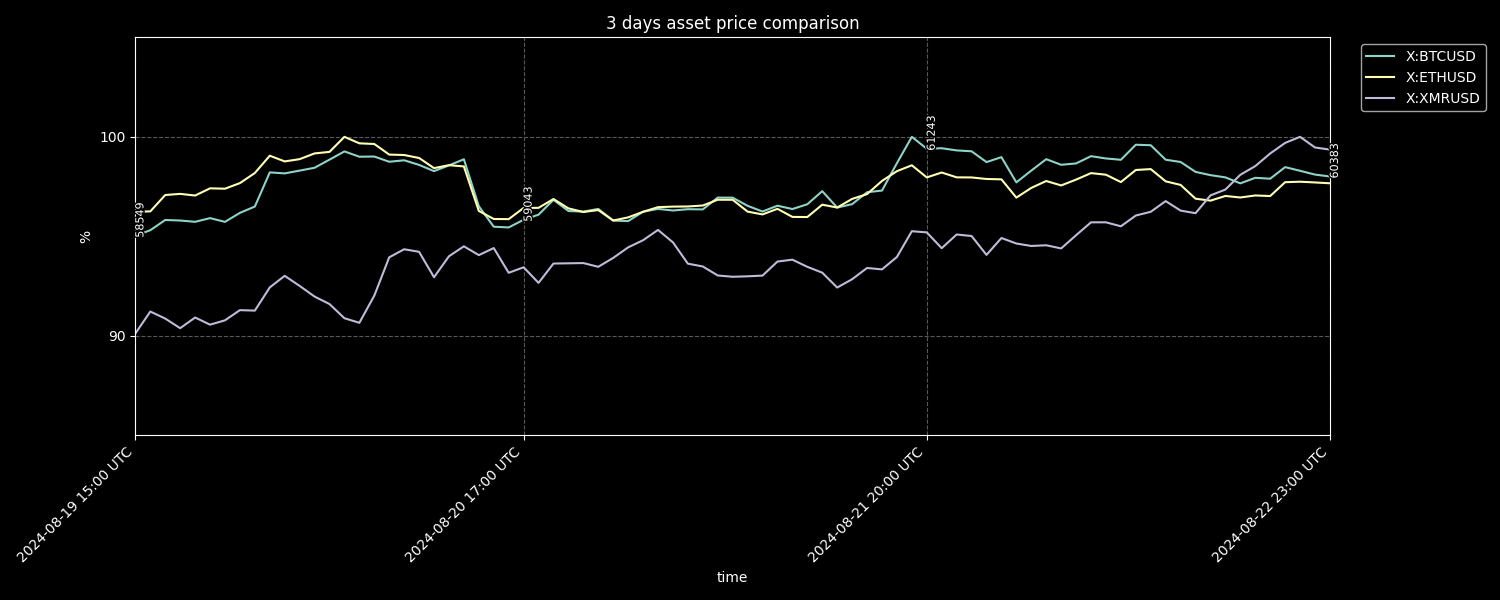 3 days asset price comparison
X:BTCUSD
X:ETHUSD
X:XMRUSD
100
90
%
58549
59043
61243
60383
2024-08-19 15:00 UTC
2024-08-20 17:00 UTC
2024-08-21 20:00 UTC
2024-08-22 23:00 UTC
time